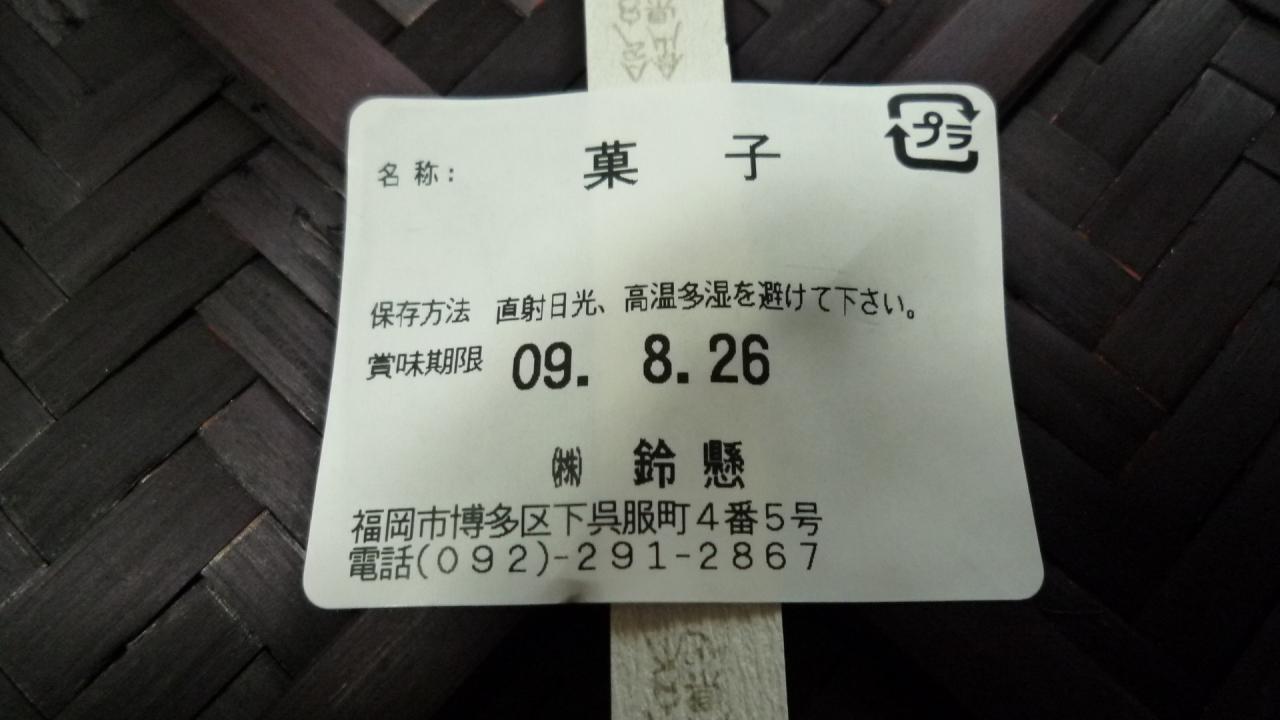 プラ
名称: 菓 子
保存方法 直射日光、高温多湿を避けて下さい。
賞味期限 09. 8. 26
㈱ 鈴懸
福岡市博多区下呉服町4番5号
電話(092)-291-2867